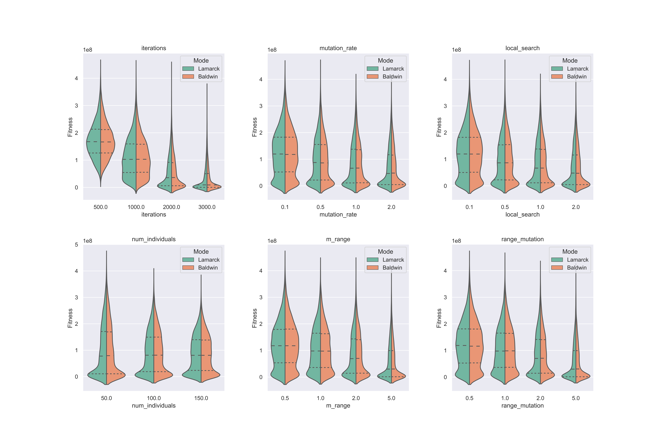 iterations
1e8
Mode
Lamarck
Baldwin
Fitness
4
3
2
1
0
500.0 1000.0 2000.0 3000.0
iterations
mutation_rate
1e8
Mode
Lamarck
Baldwin
Fitness
4
3
2
1
0
0.1 0.5 1.0 2.0
mutation_rate
local_search
1e8
Mode
Lamarck
Baldwin
Fitness
4
3
2
1
0
0.1 0.5 1.0 2.0
local_search
num_individuals
1e8
Mode
Lamarck
Baldwin
Fitness
5
4
3
2
1
0
50.0 100.0 150.0
num_individuals
m_range
1e8
Mode
Lamarck
Baldwin
Fitness
4
3
2
1
0
0.5 1.0 2.0 5.0
m_range
range_mutation
1e8
Mode
Lamarck
Baldwin
Fitness
4
3
2
1
0
0.5 1.0 2.0 5.0
range_mutation